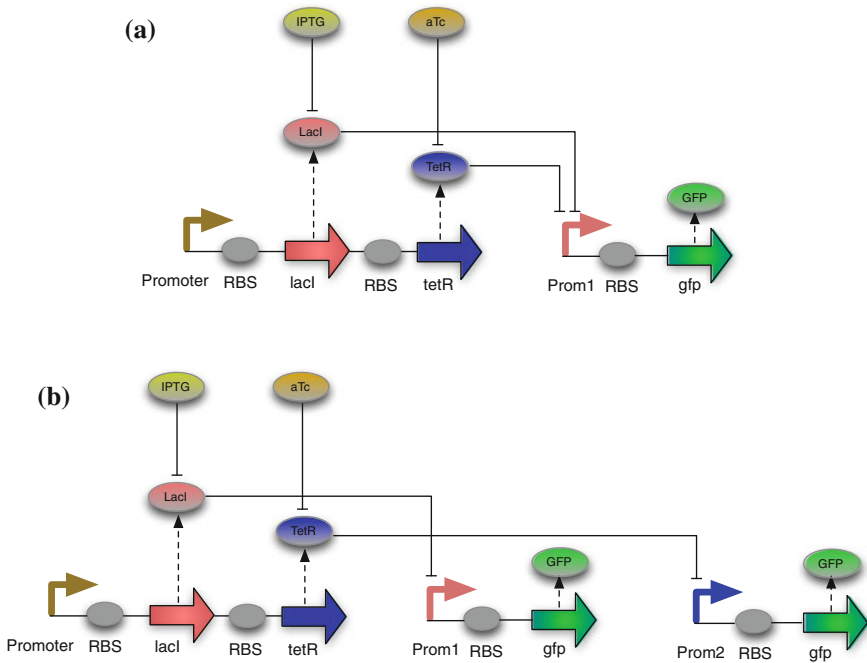 (a)
IPTG
aTc
LacI
TetR
GFP
Promoter RBS lacI RBS tetR Prom1 RBS gfp
(b)
IPTG
aTc
LacI
TetR
GFP
GFP
Promoter RBS lacI RBS tetR Prom1 RBS gfp Prom2 RBS gfp